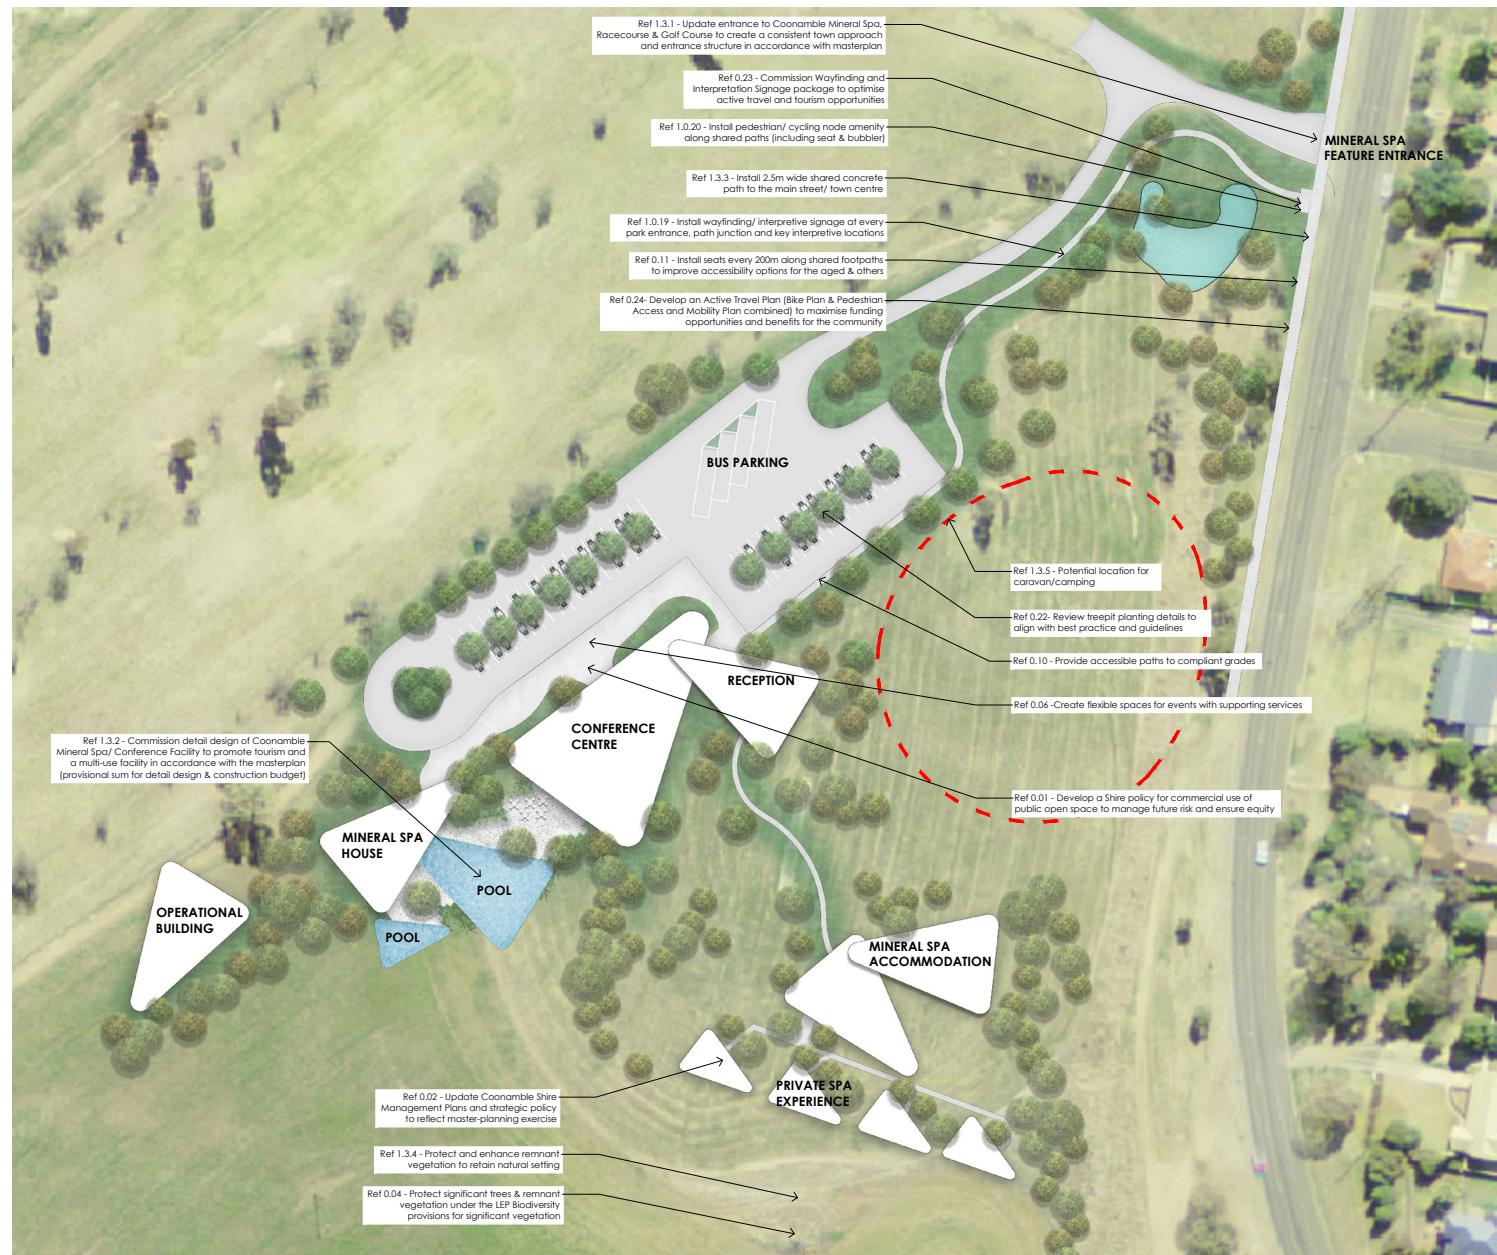 Ref 1.3.1 - Update entrance to Coonamble Mineral Spa,
Racecourse & Golf Course to create a consistent town approach
and entrance structure in accordance with masterplan
Ref 0.23 - Commission Wayfinding and
Interpretation Signage package to optimise
active travel and tourism opportunities
Ref 1.0.20 - Install pedestrian/ cycling node amenity
along shared paths (including seat & bubbler)
MINERAL SPA
FEATURE ENTRANCE
Ref 1.3.3 - Install 2.5m wide shared concrete
path to the main street/ town centre
Ref 1.0.19 - Install wayfinding/ interpretive signage at every
park entrance, path junction and key interpretive locations
Ref 0.11 - Install seats every 200m along shared footpaths
to improve accessibility options for the aged & others
Ref 0.24- Develop an Active Travel Plan (Bike Plan & Pedestrian
Access and Mobility Plan combined) to maximise funding
opportunities and benefits for the community
BUS PARKING
Ref 1.3.5 - Potential location for
caravan/camping
Ref 0.22- Review treepit planting details to
align with best practice and guidelines
Ref 0.10 - Provide accessible paths to compliant grades
RECEPTION
Ref 0.06 -Create flexible spaces for events with supporting services
CONFERENCE
CENTRE
Ref 1.3.2 - Commission detail design of Coonamble
Mineral Spa/ Conference Facility to promote tourism and
a multi-use facility in accordance with the masterplan
(provisional sum for detail design & construction budget)
Ref 0.01 - Develop a Shire policy for commercial use of
public open space to manage future risk and ensure equity
MINERAL SPA
HOUSE
POOL
OPERATIONAL
BUILDING
POOL
MINERAL SPA
ACCOMMODATION
PRIVATE SPA
EXPERIENCE
Ref 0.02 - Update Coonamble Shire
Management Plans and strategic policy
to reflect master-planning exercise
Ref 1.3.4 - Protect and enhance remnant
vegetation to retain natural setting
Ref 0.04 - Protect significant trees & remnant
vegetation under the LEP Biodiversity
provisions for significant vegetation